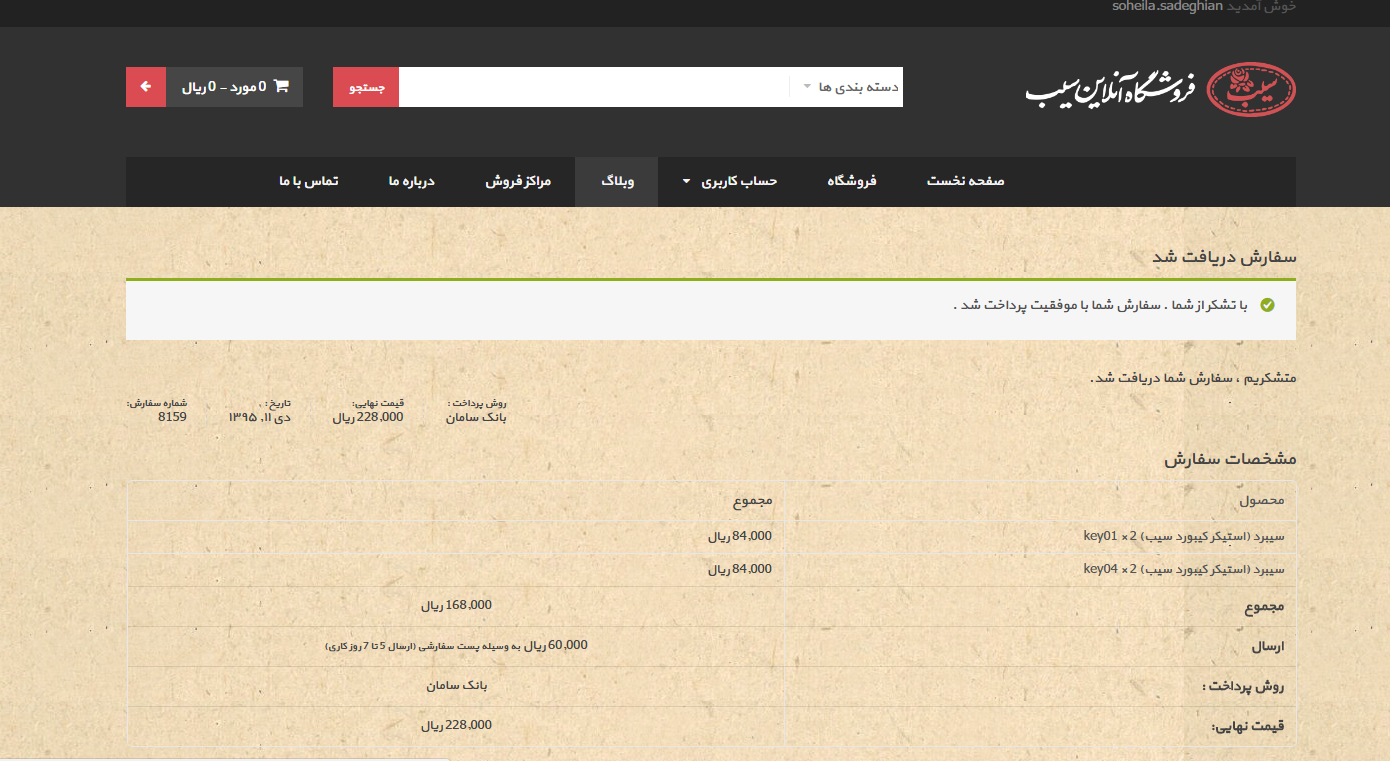 خوش آمدید soheila.sadeghian
سیب
فروشگاه آنلاین سیب
دسته بندی ها
جستجو
0 مورد – 0 ریال
صفحه نخست
فروشگاه
حساب کاربری
وبلاگ
مراکز فروش
درباره ما
تماس با ما
سفارش دریافت شد
با تشکر از شما . سفارش شما با موفقیت پرداخت شد .
متشکریم ، سفارش شما دریافت شد.
روش پرداخت : قیمت نهایی: تاریخ : شماره سفارش:
بانک سامان 228,000 ریال دی ۱۱, ۱۳۹۵ 8159
مشخصات سفارش
محصول مجموع
سیبرد (استیکر کیبورد سیب) key01 × 2 84,000 ریال
سیبرد (استیکر کیبورد سیب) key04 × 2 84,000 ریال
مجموع 168,000 ریال
ارسال 60,000 ریال به وسیله پست سفارشی (ارسال 5 تا 7 روز کاری)
روش پرداخت : بانک سامان
قیمت نهایی: 228,000 ریال